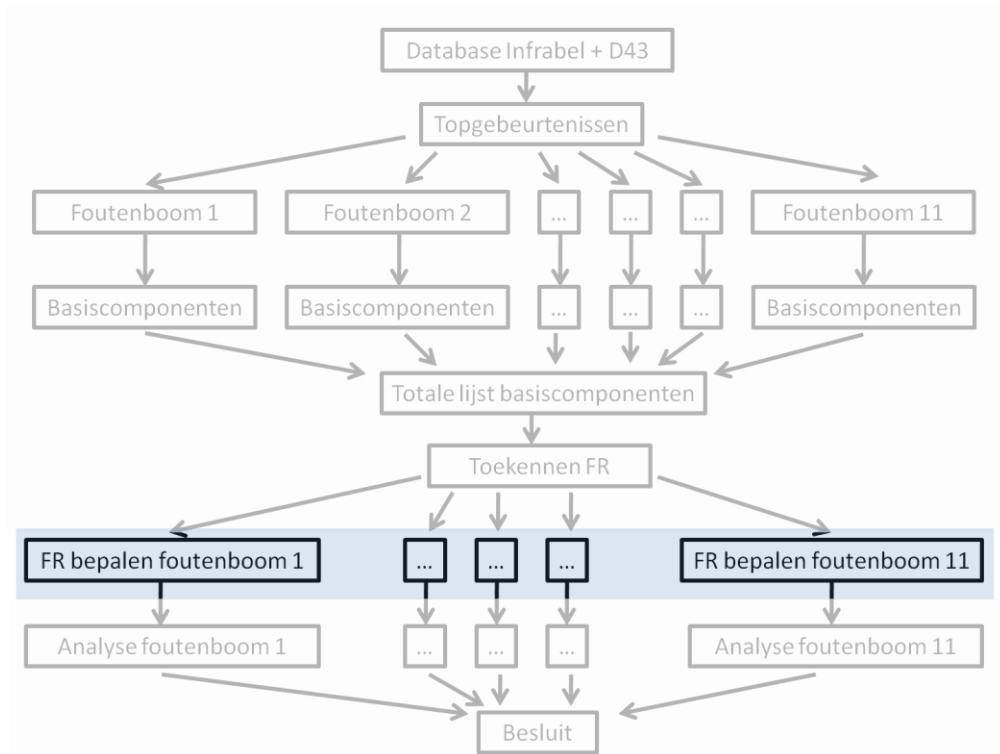 Database Infrabel + D43
Topgebeurtenissen
Foutenboom 1 Foutenboom 2 ... ... ... Foutenboom 11
Basiscomponenten Basiscomponenten ... ... ... Basiscomponenten
Totale lijst basiscomponenten
Toekennen FR
FR bepalen foutenboom 1 ... ... ... FR bepalen foutenboom 11
Analyse foutenboom 1 ... ... ... Analyse foutenboom 11
Besluit